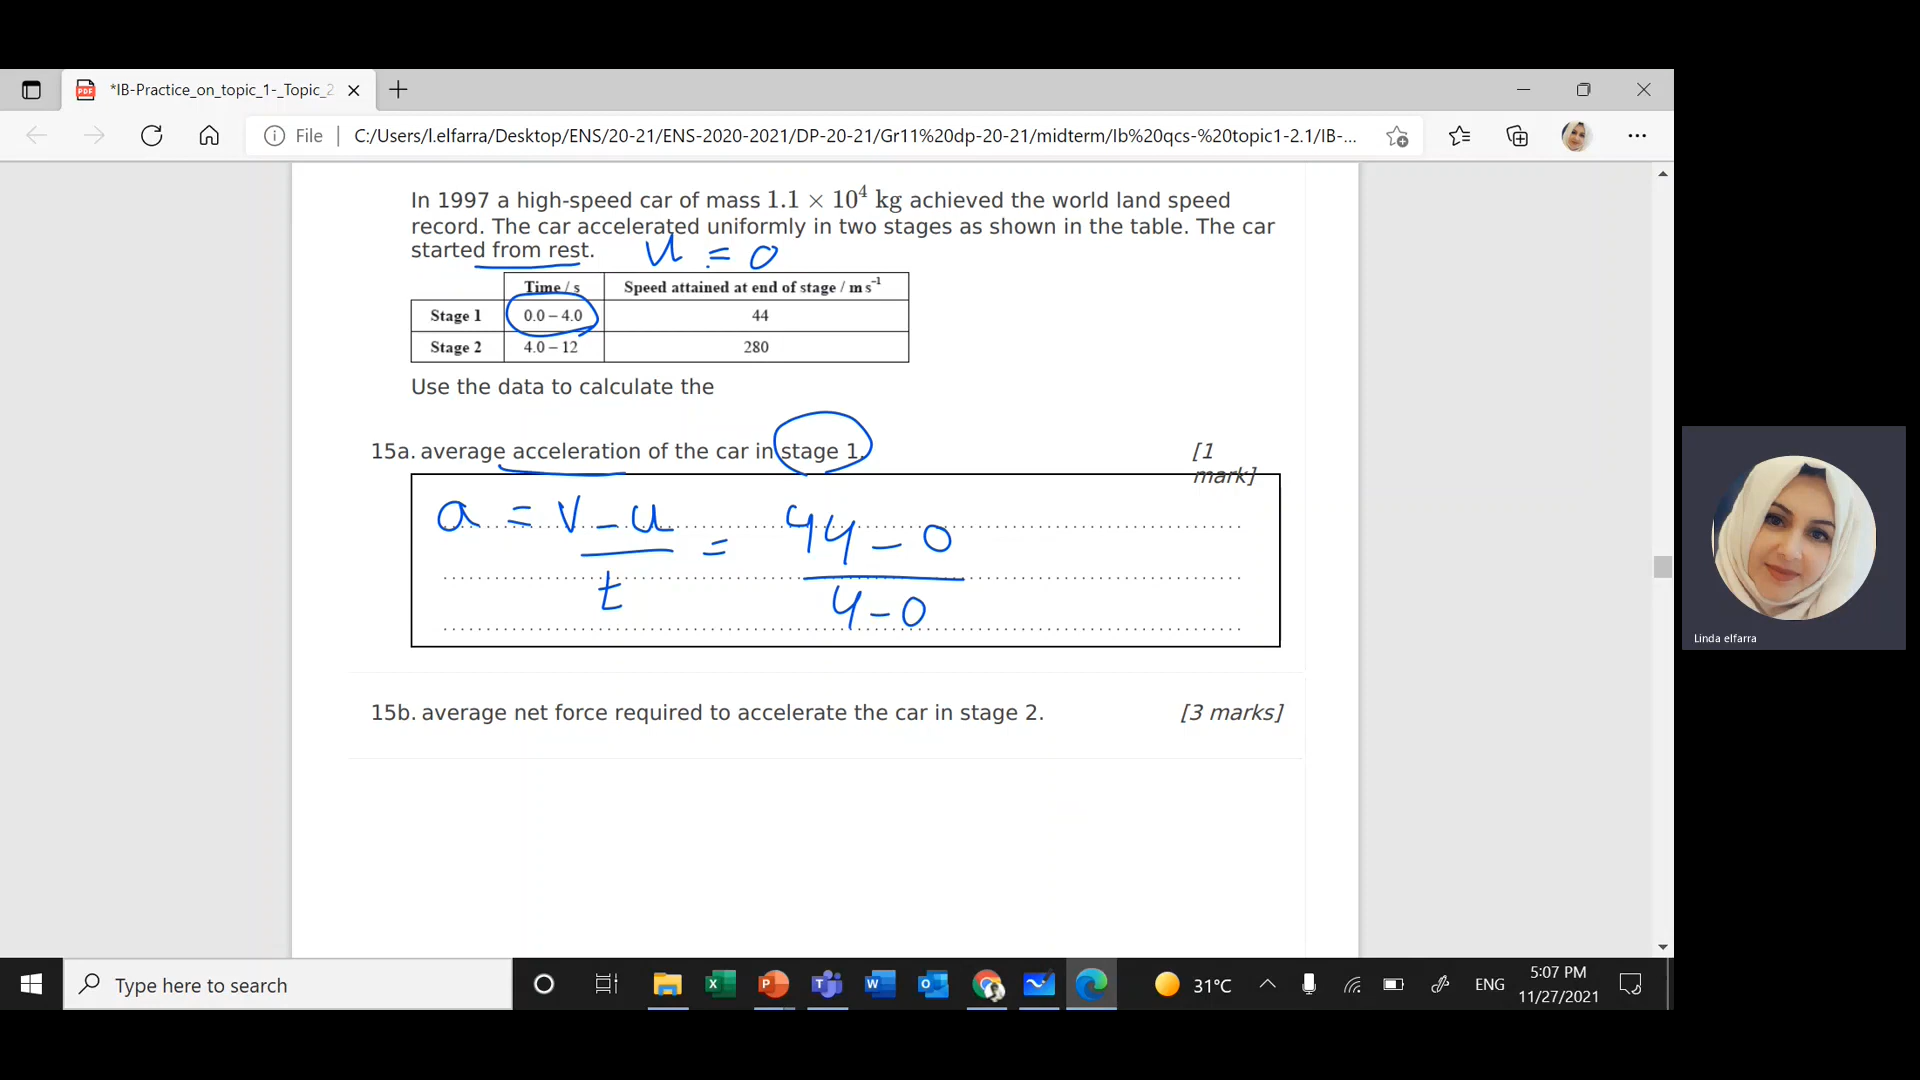 *IB-Practice_on_topic_1-_Topic_2
File
C:/Users/l.elfarra/Desktop/ENS/20-21/ENS-2020-2021/DP-20-21/Gr11%20dp-20-21/midterm/Ib%20qcs-%20topic1-2.1/IB-...
In 1997 a high-speed car of mass 1.1 × 10⁴ kg achieved the world land speed
record. The car accelerated uniformly in two stages as shown in the table. The car
started from rest. u = 0
Time / s Speed attained at end of stage / m s⁻¹
Stage 1 0.0 – 4.0 44
Stage 2 4.0 – 12 280
Use the data to calculate the
15a. average acceleration of the car in stage 1. [1
mark]
a = v - u = 44 - 0
t 4 - 0
Linda elfarra
15b. average net force required to accelerate the car in stage 2. [3 marks]
Type here to search
31°C
ENG
5:07 PM
11/27/2021